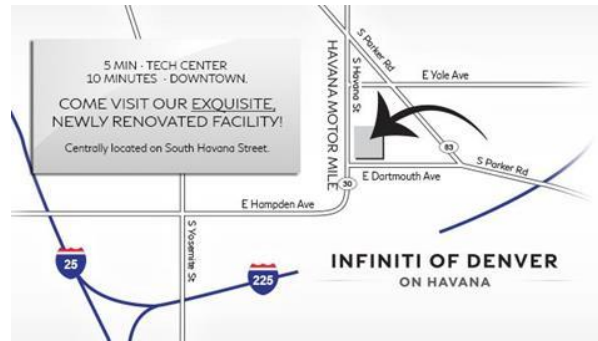 5 MIN · TECH CENTER
10 MINUTES · DOWNTOWN.
COME VISIT OUR EXQUISITE,
NEWLY RENOVATED FACILITY!
Centrally located on South Havana Street.
HAVANA MOTOR MILE
S Havana St
S Parker Rd
E Yale Ave
83
S Parker Rd
E Dartmouth Ave
30
E Hampden Ave
S Yosemite St
25
225
INFINITI OF DENVER
ON HAVANA